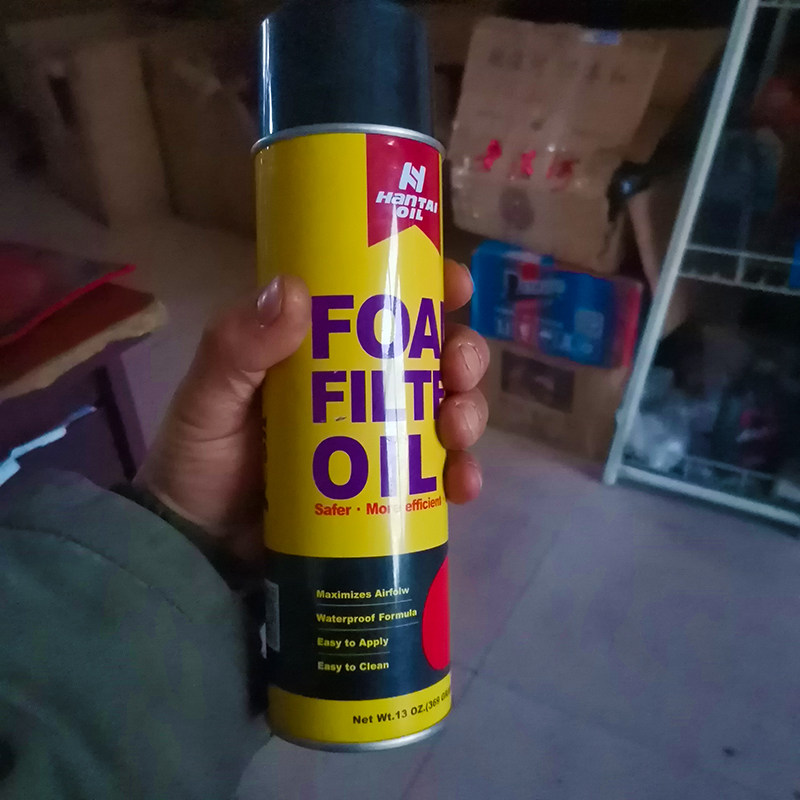 HANTAI
OIL
FOA
FILTE
OIL
Safer · More efficient
Maximizes Airfolw
Waterproof Formula
Easy to Apply
Easy to Clean
Net Wt.13 OZ.(369